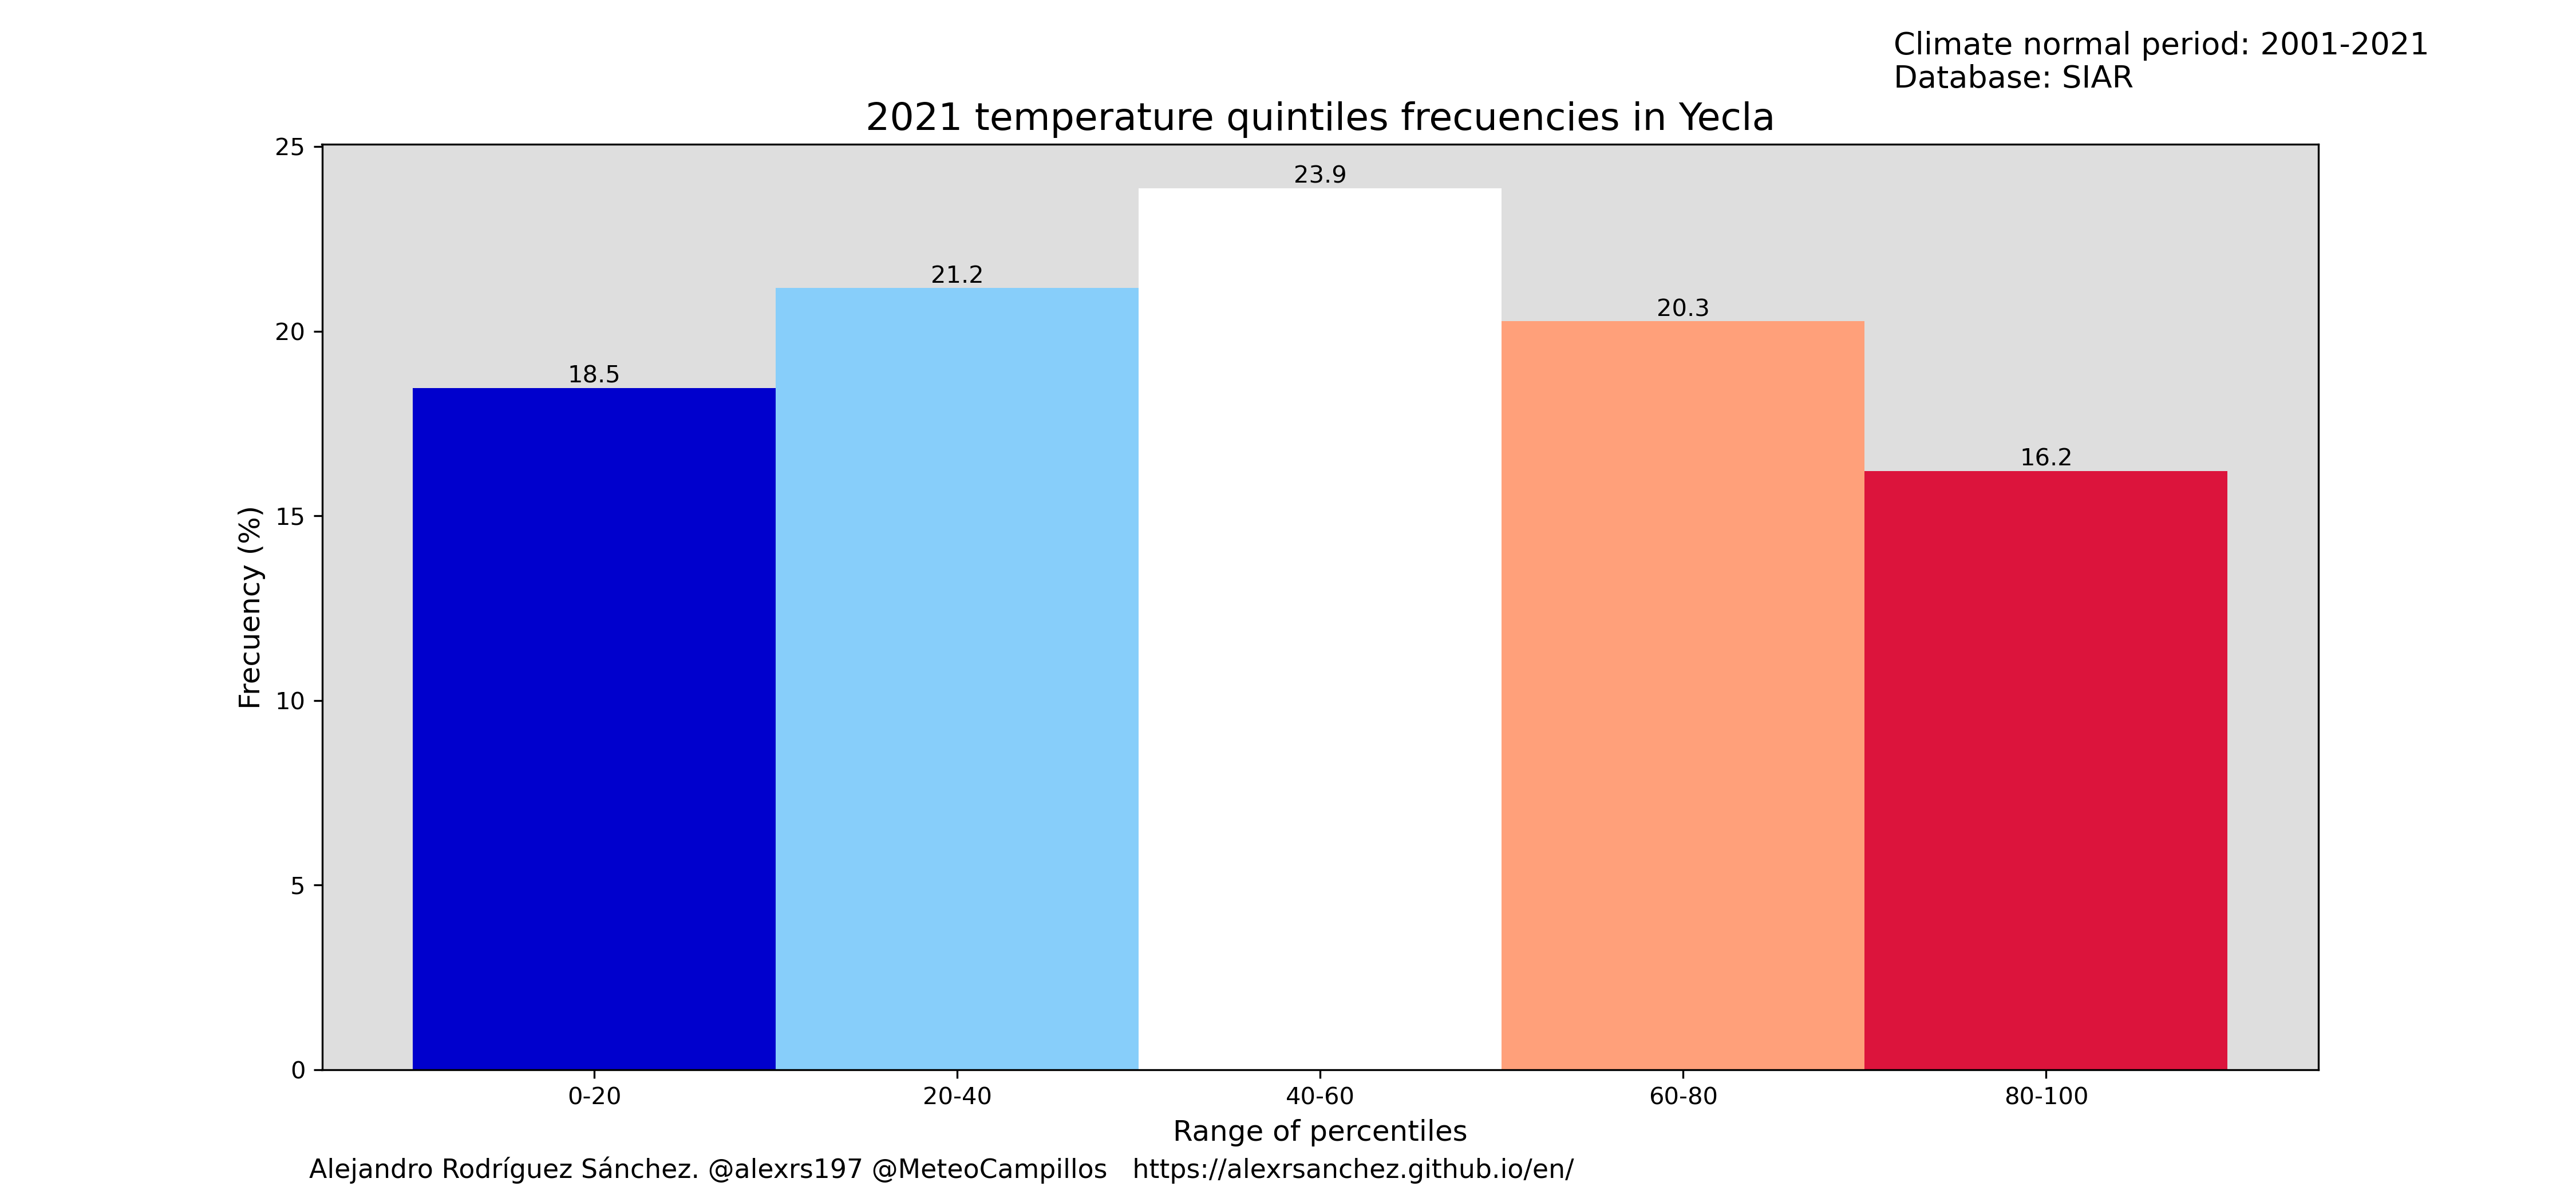 Climate normal period: 2001-2021
Database: SIAR
2021 temperature quintiles frecuencies in Yecla
25
20
15
10
5
0
Frecuency (%)
18.5
21.2
23.9
20.3
16.2
0-20
20-40
40-60
60-80
80-100
Range of percentiles
Alejandro Rodríguez Sánchez. @alexrs197 @MeteoCampillos https://alexrsanchez.github.io/en/